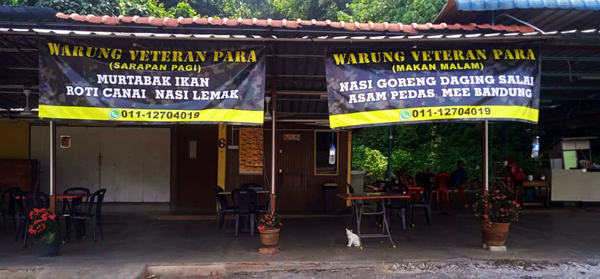 WARUNG VETERAN PARA
(SARAPAN PAGI)
MURTABAK IKAN
ROTI CANAI NASI LEMAK
011-12704019
WARUNG VETERAN PARA
(MAKAN MALAM)
NASI GORENG DAGING SALAI
ASAM PEDAS MEE BANDUNG
011-12704019
6